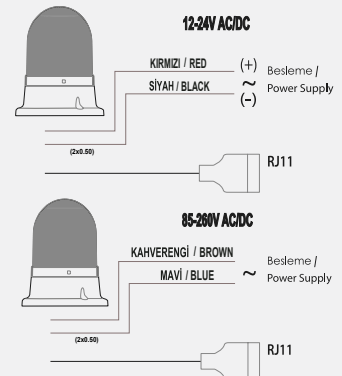 12-24V AC/DC
KIRMIZI / RED (+)
Besleme /
SİYAH / BLACK ~ Power Supply
(-)
(2x0.50)
RJ11
85-260V AC/DC
KAHVERENGİ / BROWN
Besleme /
MAVİ / BLUE ~ Power Supply
(2x0.50)
RJ11